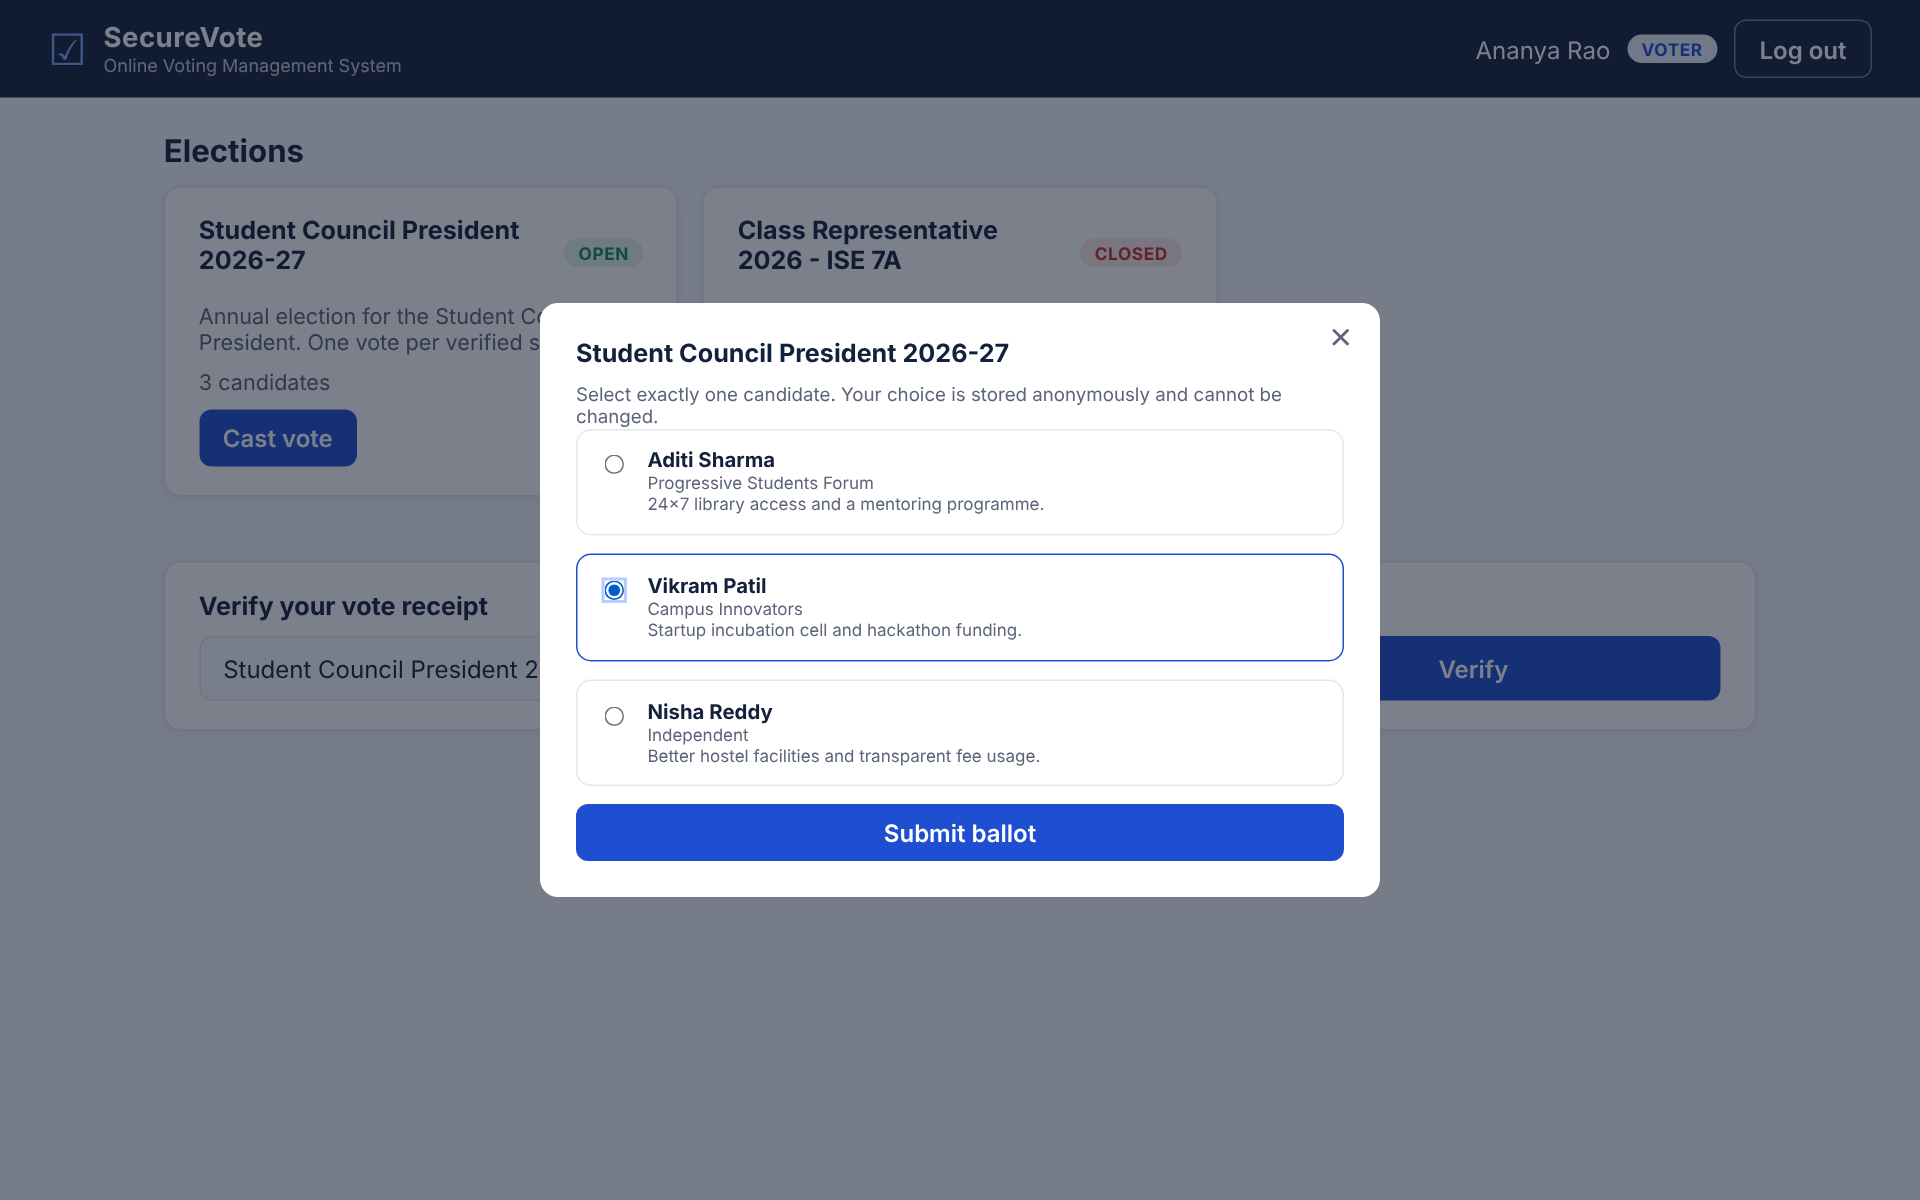 SecureVote
Online Voting Management System
Ananya Rao
VOTER
Log out
Elections
Student Council President
2026-27
OPEN
Annual election for the Student
President. One vote per verified
3 candidates
Cast vote
Class Representative
2026 - ISE 7A
CLOSED
Student Council President 2026-27
Select exactly one candidate. Your choice is stored anonymously and cannot be
changed.
Aditi Sharma
Progressive Students Forum
24×7 library access and a mentoring programme.
Vikram Patil
Campus Innovators
Startup incubation cell and hackathon funding.
Nisha Reddy
Independent
Better hostel facilities and transparent fee usage.
Submit ballot
Verify your vote receipt
Student Council President
Verify